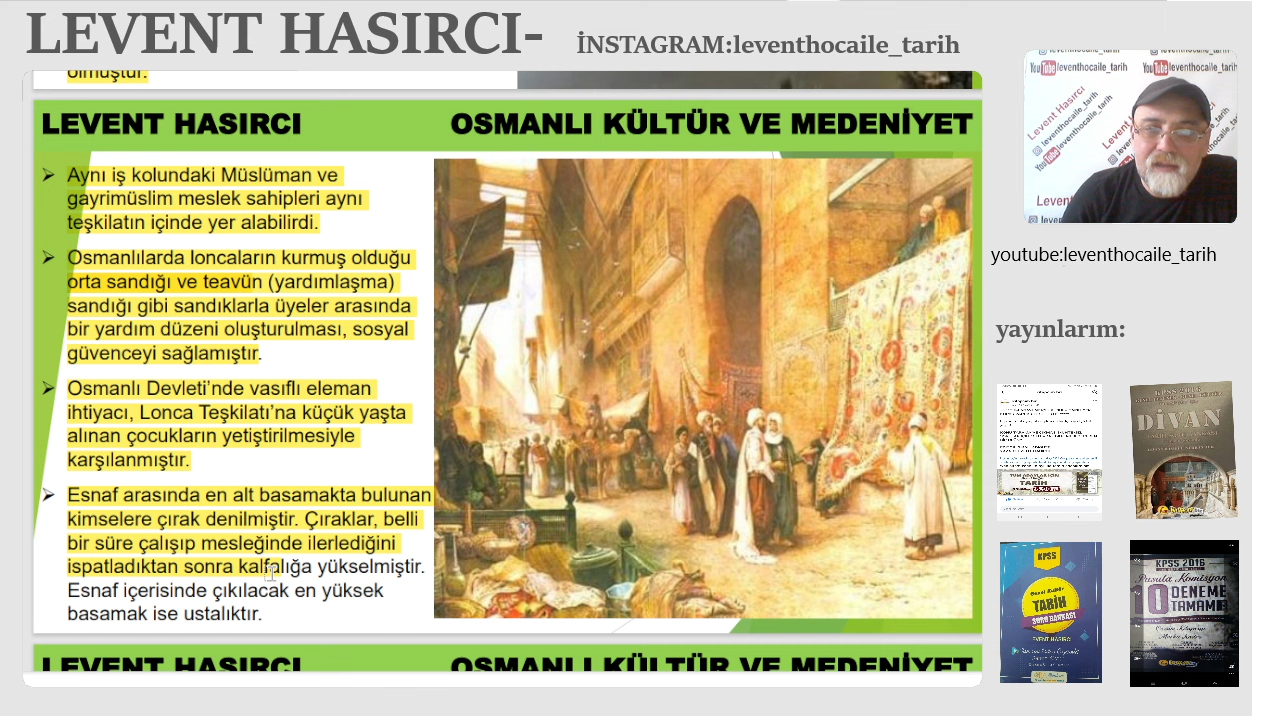 LEVENT HASIRCI-
İNSTAGRAM:leventhocaile_tarih
olmuştur.
LEVENT HASIRCI
OSMANLI KÜLTÜR VE MEDENİYET
➢ Aynı iş kolundaki Müslüman ve
gayrimüslim meslek sahipleri aynı
teşkilatın içinde yer alabilirdi.
➢ Osmanlılarda loncaların kurmuş olduğu
orta sandığı ve teavün (yardımlaşma)
sandığı gibi sandıklarla üyeler arasında
bir yardım düzeni oluşturulması, sosyal
güvenceyi sağlamıştır.
➢ Osmanlı Devleti’nde vasıflı eleman
ihtiyacı, Lonca Teşkilatı’na küçük yaşta
alınan çocukların yetiştirilmesiyle
karşılanmıştır.
➢ Esnaf arasında en alt basamakta bulunan
kimselere çırak denilmiştir. Çıraklar, belli
bir süre çalışıp mesleğinde ilerlediğini
ispatladıktan sonra kalfalığa yükselmiştir.
Esnaf içerisinde çıkılacak en yüksek
basamak ise ustalıktır.
LEVENT HASIRCI
OSMANLI KÜLTÜR VE MEDENİYET
YouTube leventhocaile_tarih
YouTube leventhocaile_tarih
Levent Hasırcı
leventhocaile_tarih
YouTube leventhocaile_tarih
Levent
youtube:leventhocaile_tarih
yayınlarım:
TARİH
DİVAN
KPSS
TARİH
SORU BANKASI
LEVENT HASIRCI
KPSS 2016
Pusula Komisyon
10 DENEME
TAMAMI